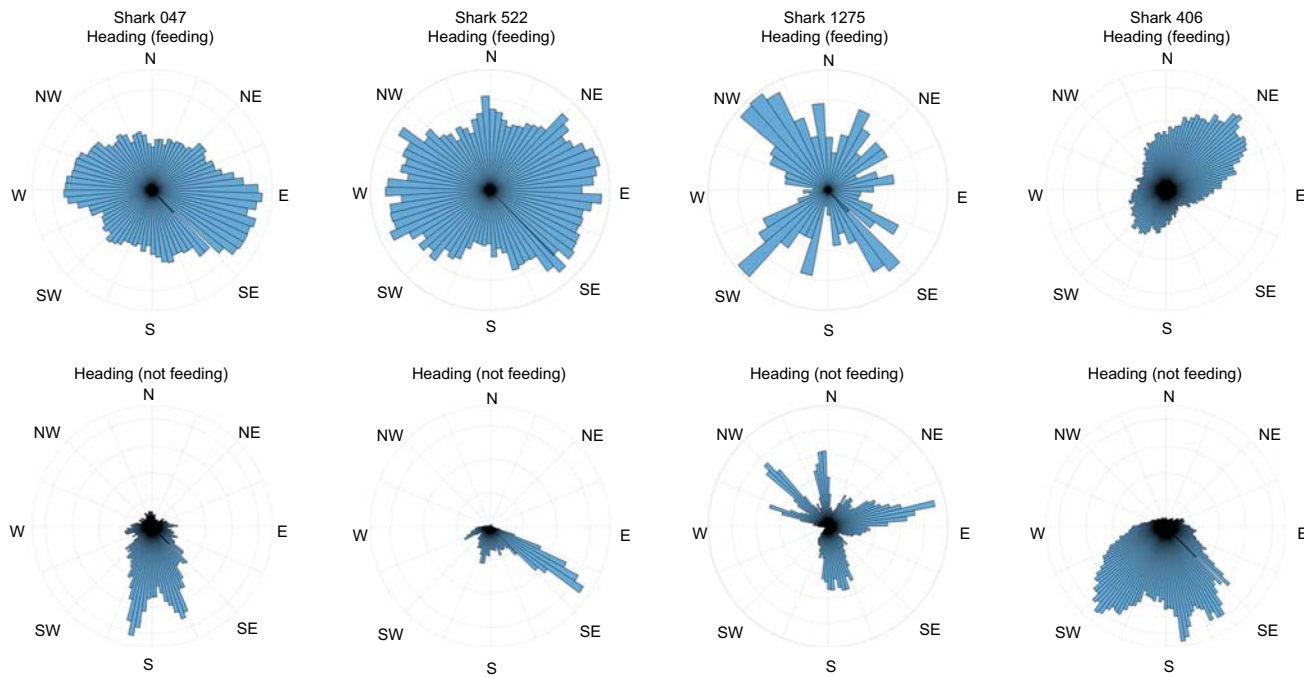 Shark 047
Heading (feeding)
N
NW
NE
W
E
SW
SE
S
Shark 522
Heading (feeding)
N
NW
NE
W
E
SW
SE
S
Shark 1275
Heading (feeding)
N
NW
NE
W
E
SW
SE
S
Shark 406
Heading (feeding)
N
NW
NE
W
E
SW
SE
S
Heading (not feeding)
N
NW
NE
W
E
SW
SE
S
Heading (not feeding)
N
NW
NE
W
E
SW
SE
S
Heading (not feeding)
N
NW
NE
W
E
SW
SE
S
Heading (not feeding)
N
NW
NE
W
E
SW
SE
S